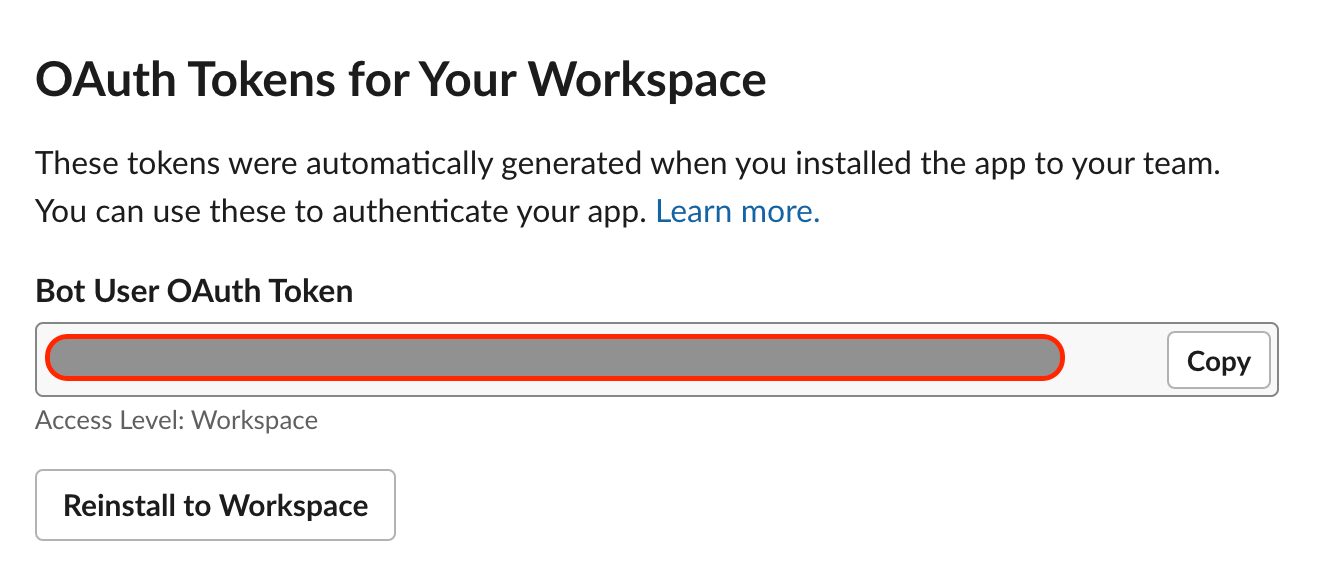 OAuth Tokens for Your Workspace
These tokens were automatically generated when you installed the app to your team.
You can use these to authenticate your app. Learn more.
Bot User OAuth Token
Copy
Access Level: Workspace
Reinstall to Workspace